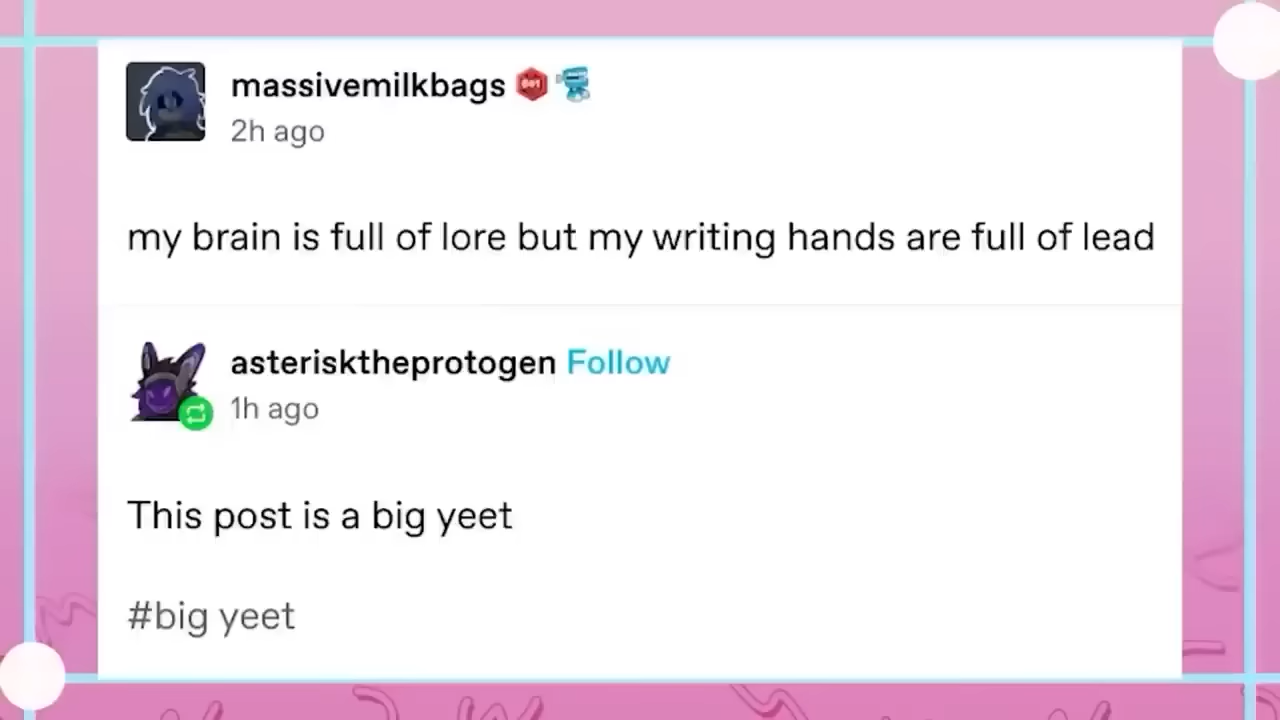 massivemilkbags
2h ago
my brain is full of lore but my writing hands are full of lead
asterisktheprotogen Follow
1h ago
This post is a big yeet
#big yeet